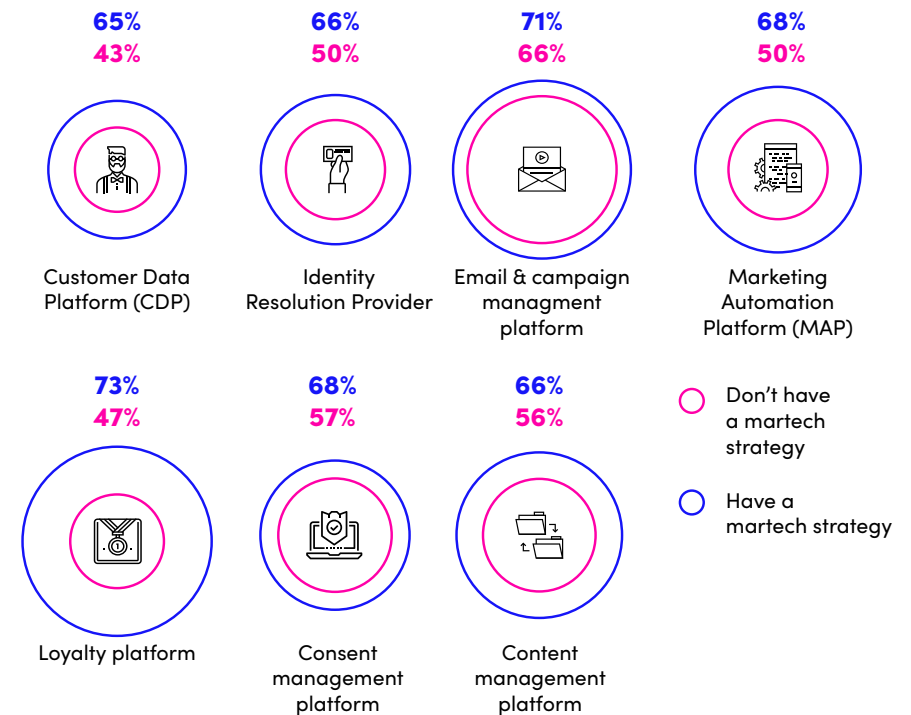 65%
43%
66%
50%
71%
66%
68%
50%
Customer Data
Platform (CDP)
Identity
Resolution Provider
Email & campaign
managment
platform
Marketing
Automation
Platform (MAP)
73%
47%
68%
57%
66%
56%
Don't have
a martech
strategy
Have a
martech strategy
Loyalty platform
Consent
management
platform
Content
management
platform